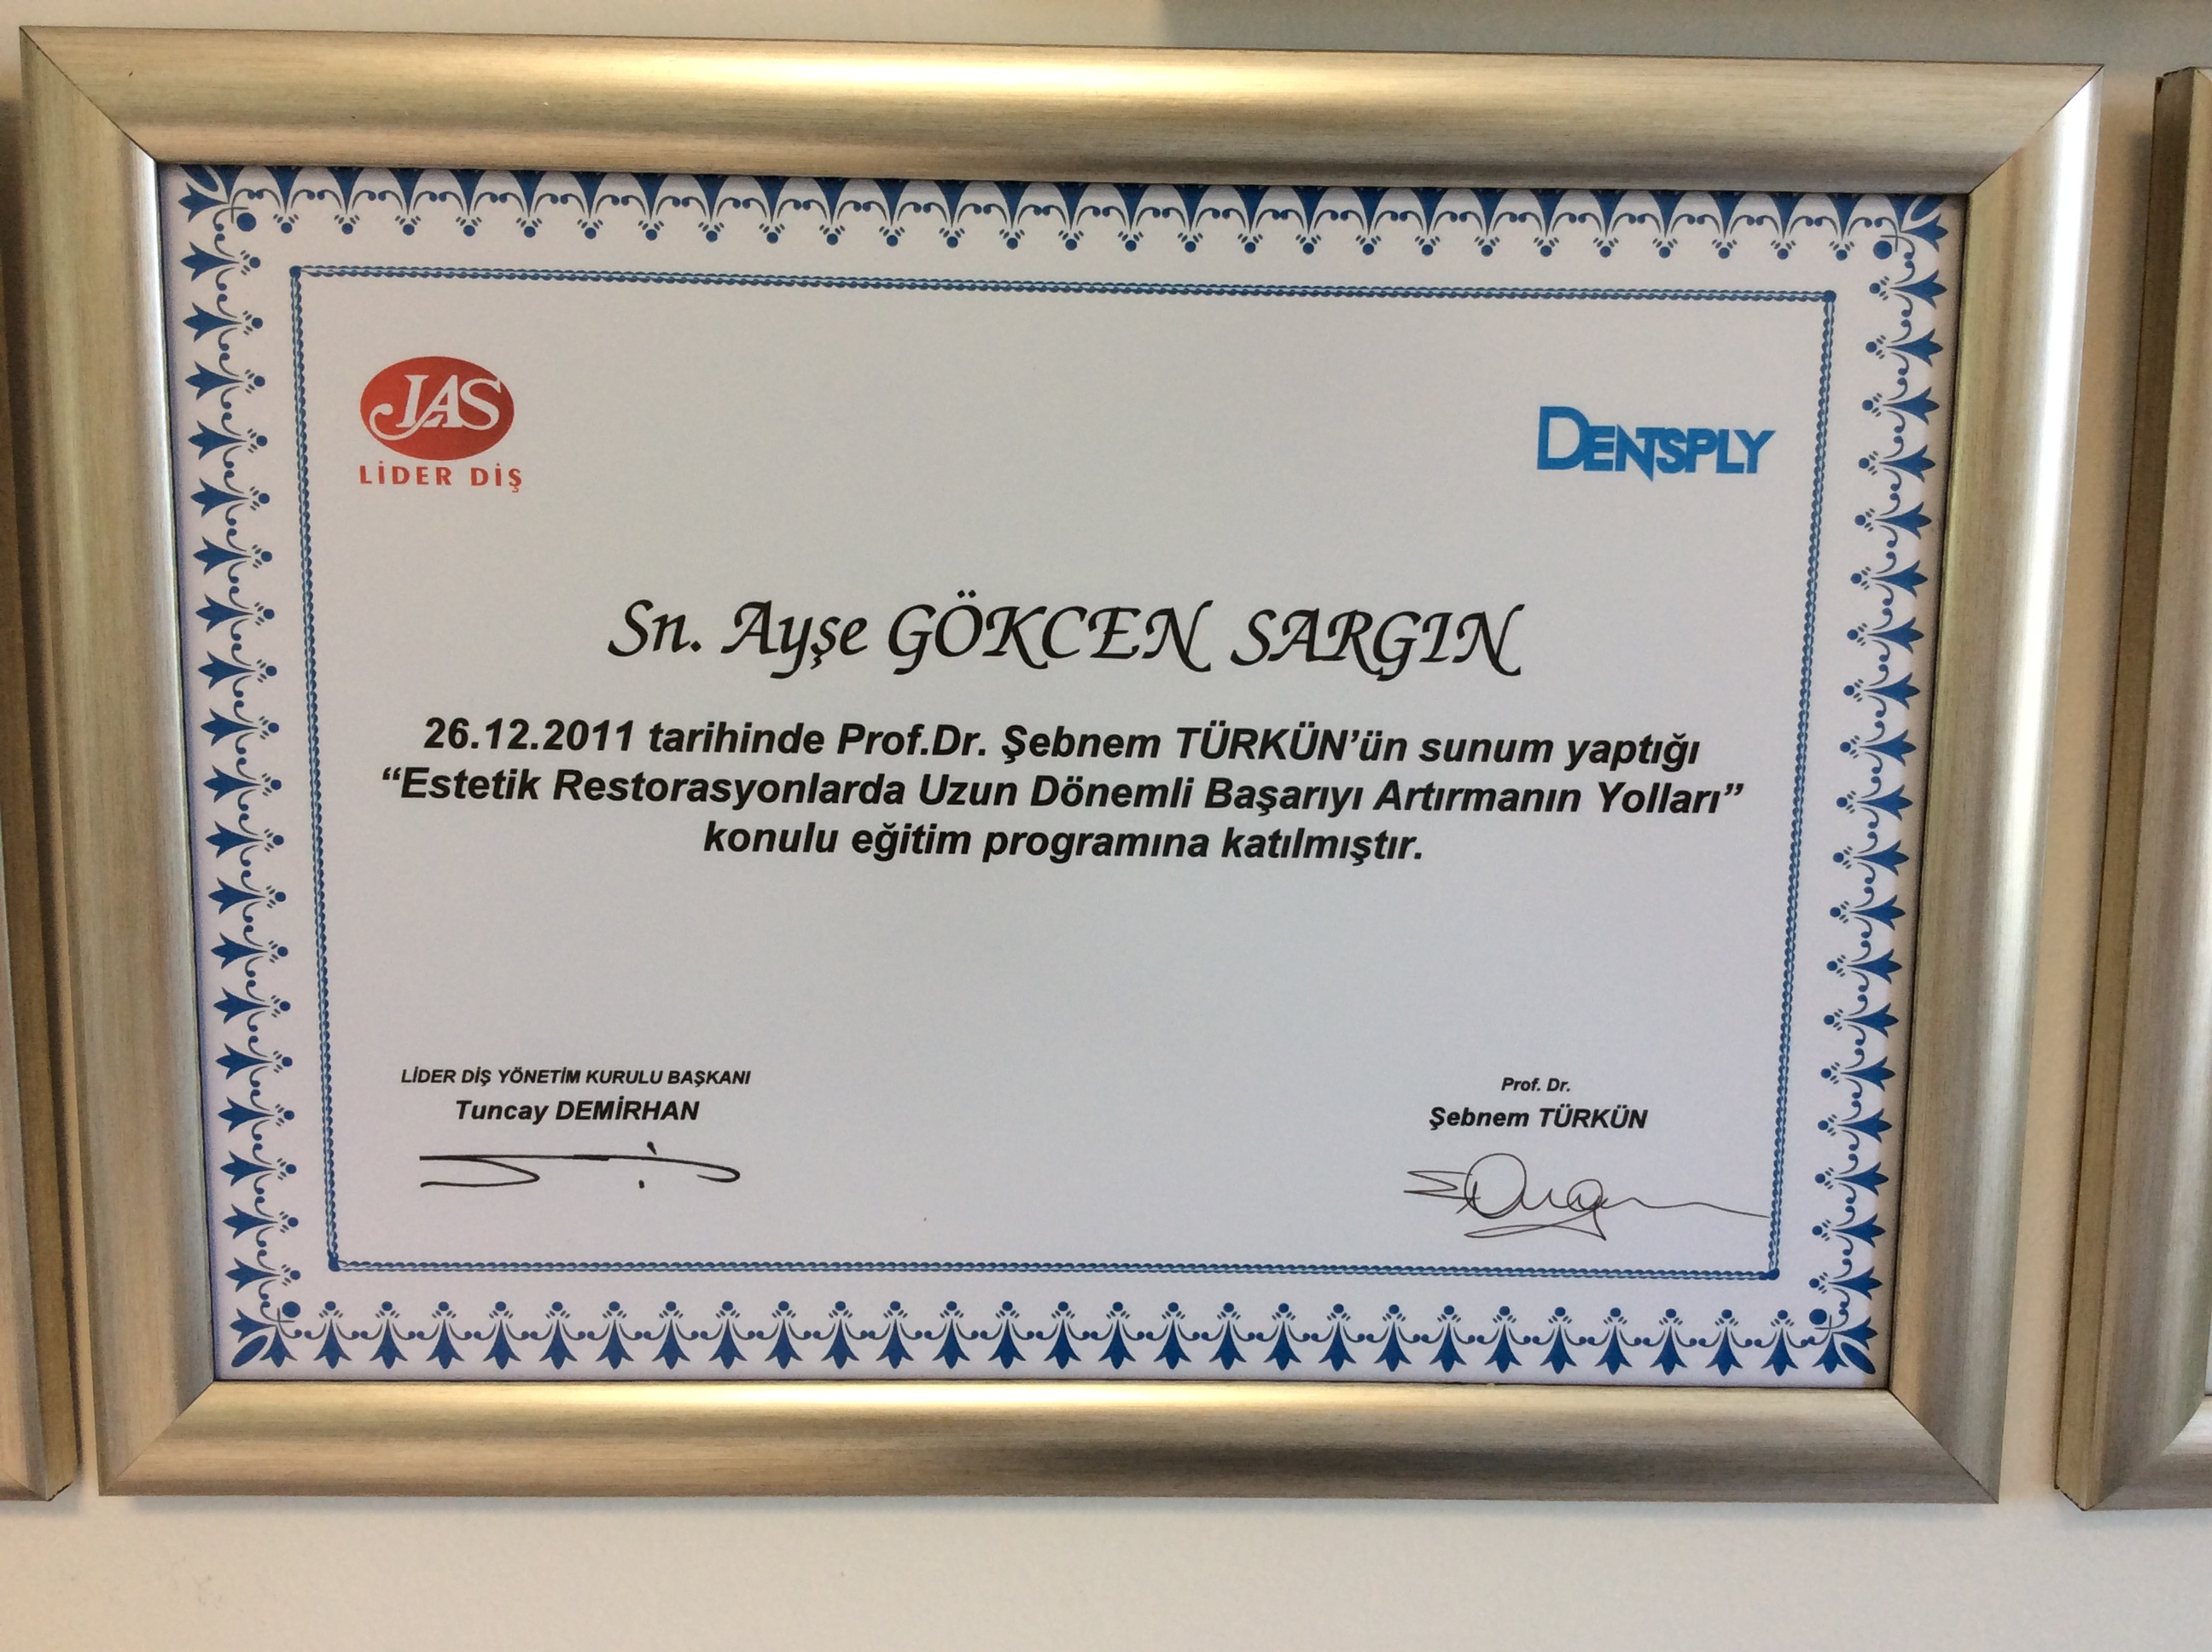 JAS
LİDER DİŞ
DENTSPLY
Sn. Ayşe GÖKCEN SARGIN
26.12.2011 tarihinde Prof.Dr. Şebnem TÜRKÜN'ün sunum yaptığı
“Estetik Restorasyonlarda Uzun Dönemli Başarıyı Artırmanın Yolları”
konulu eğitim programına katılmıştır.
LİDER DİŞ YÖNETİM KURULU BAŞKANI
Tuncay DEMİRHAN
Prof. Dr.
Şebnem TÜRKÜN